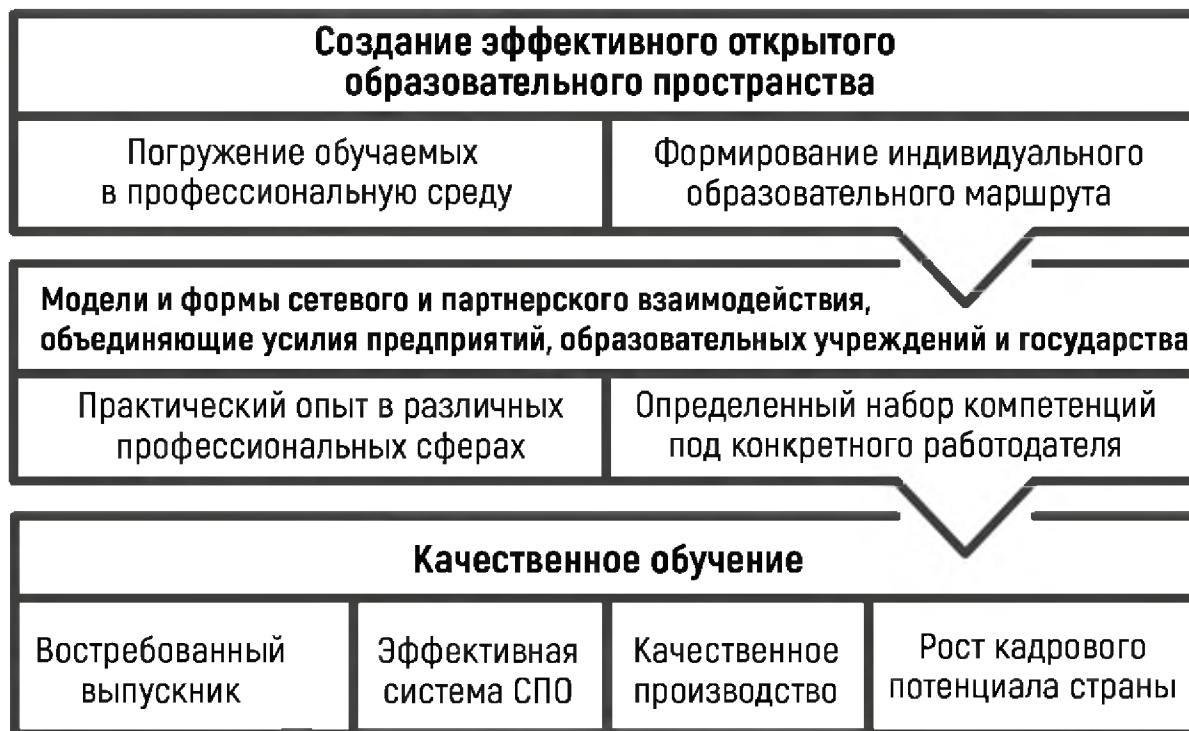 Создание эффективного открытого
образовательного пространства
Погружение обучаемых
в профессиональную среду
Формирование индивидуального
образовательного маршрута
Модели и формы сетевого и партнерского взаимодействия,
объединяющие усилия предприятий, образовательных учреждений и государства
Практический опыт в различных
профессиональных сферах
Определенный набор компетенций
под конкретного работодателя
Качественное обучение
Востребованный
выпускник
Эффективная
система СПО
Качественное
производство
Рост кадрового
потенциала страны